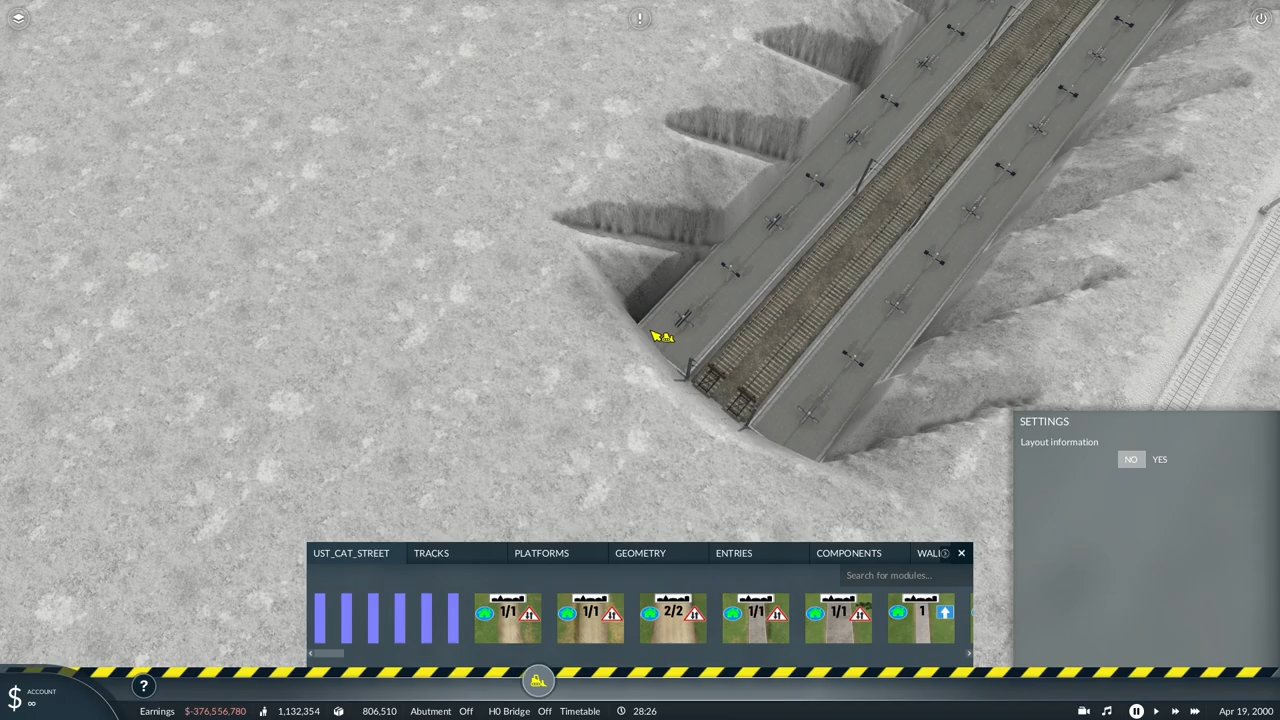 SETTINGS
Layout information
NO YES
UST_CAT_STREET TRACKS PLATFORMS GEOMETRY ENTRIES COMPONENTS
Search for modules...
1/1 1/1 2/2 1/1 1/1 1
?
$ ACCOUNT
∞
Earnings $-376,556,780 1,132,354 806,510 Abutment Off H0 Bridge Off Timetable 28:26 Apr 19, 2000